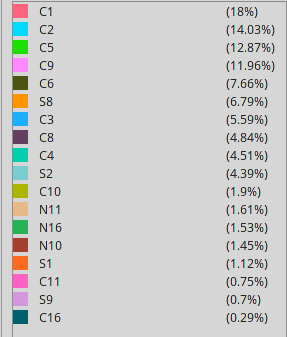 C1 (18%)
C2 (14.03%)
C5 (12.87%)
C9 (11.96%)
C6 (7.66%)
S8 (6.79%)
C3 (5.59%)
C8 (4.84%)
C4 (4.51%)
S2 (4.39%)
C10 (1.9%)
N11 (1.61%)
N16 (1.53%)
N10 (1.45%)
S1 (1.12%)
C11 (0.75%)
S9 (0.7%)
C16 (0.29%)